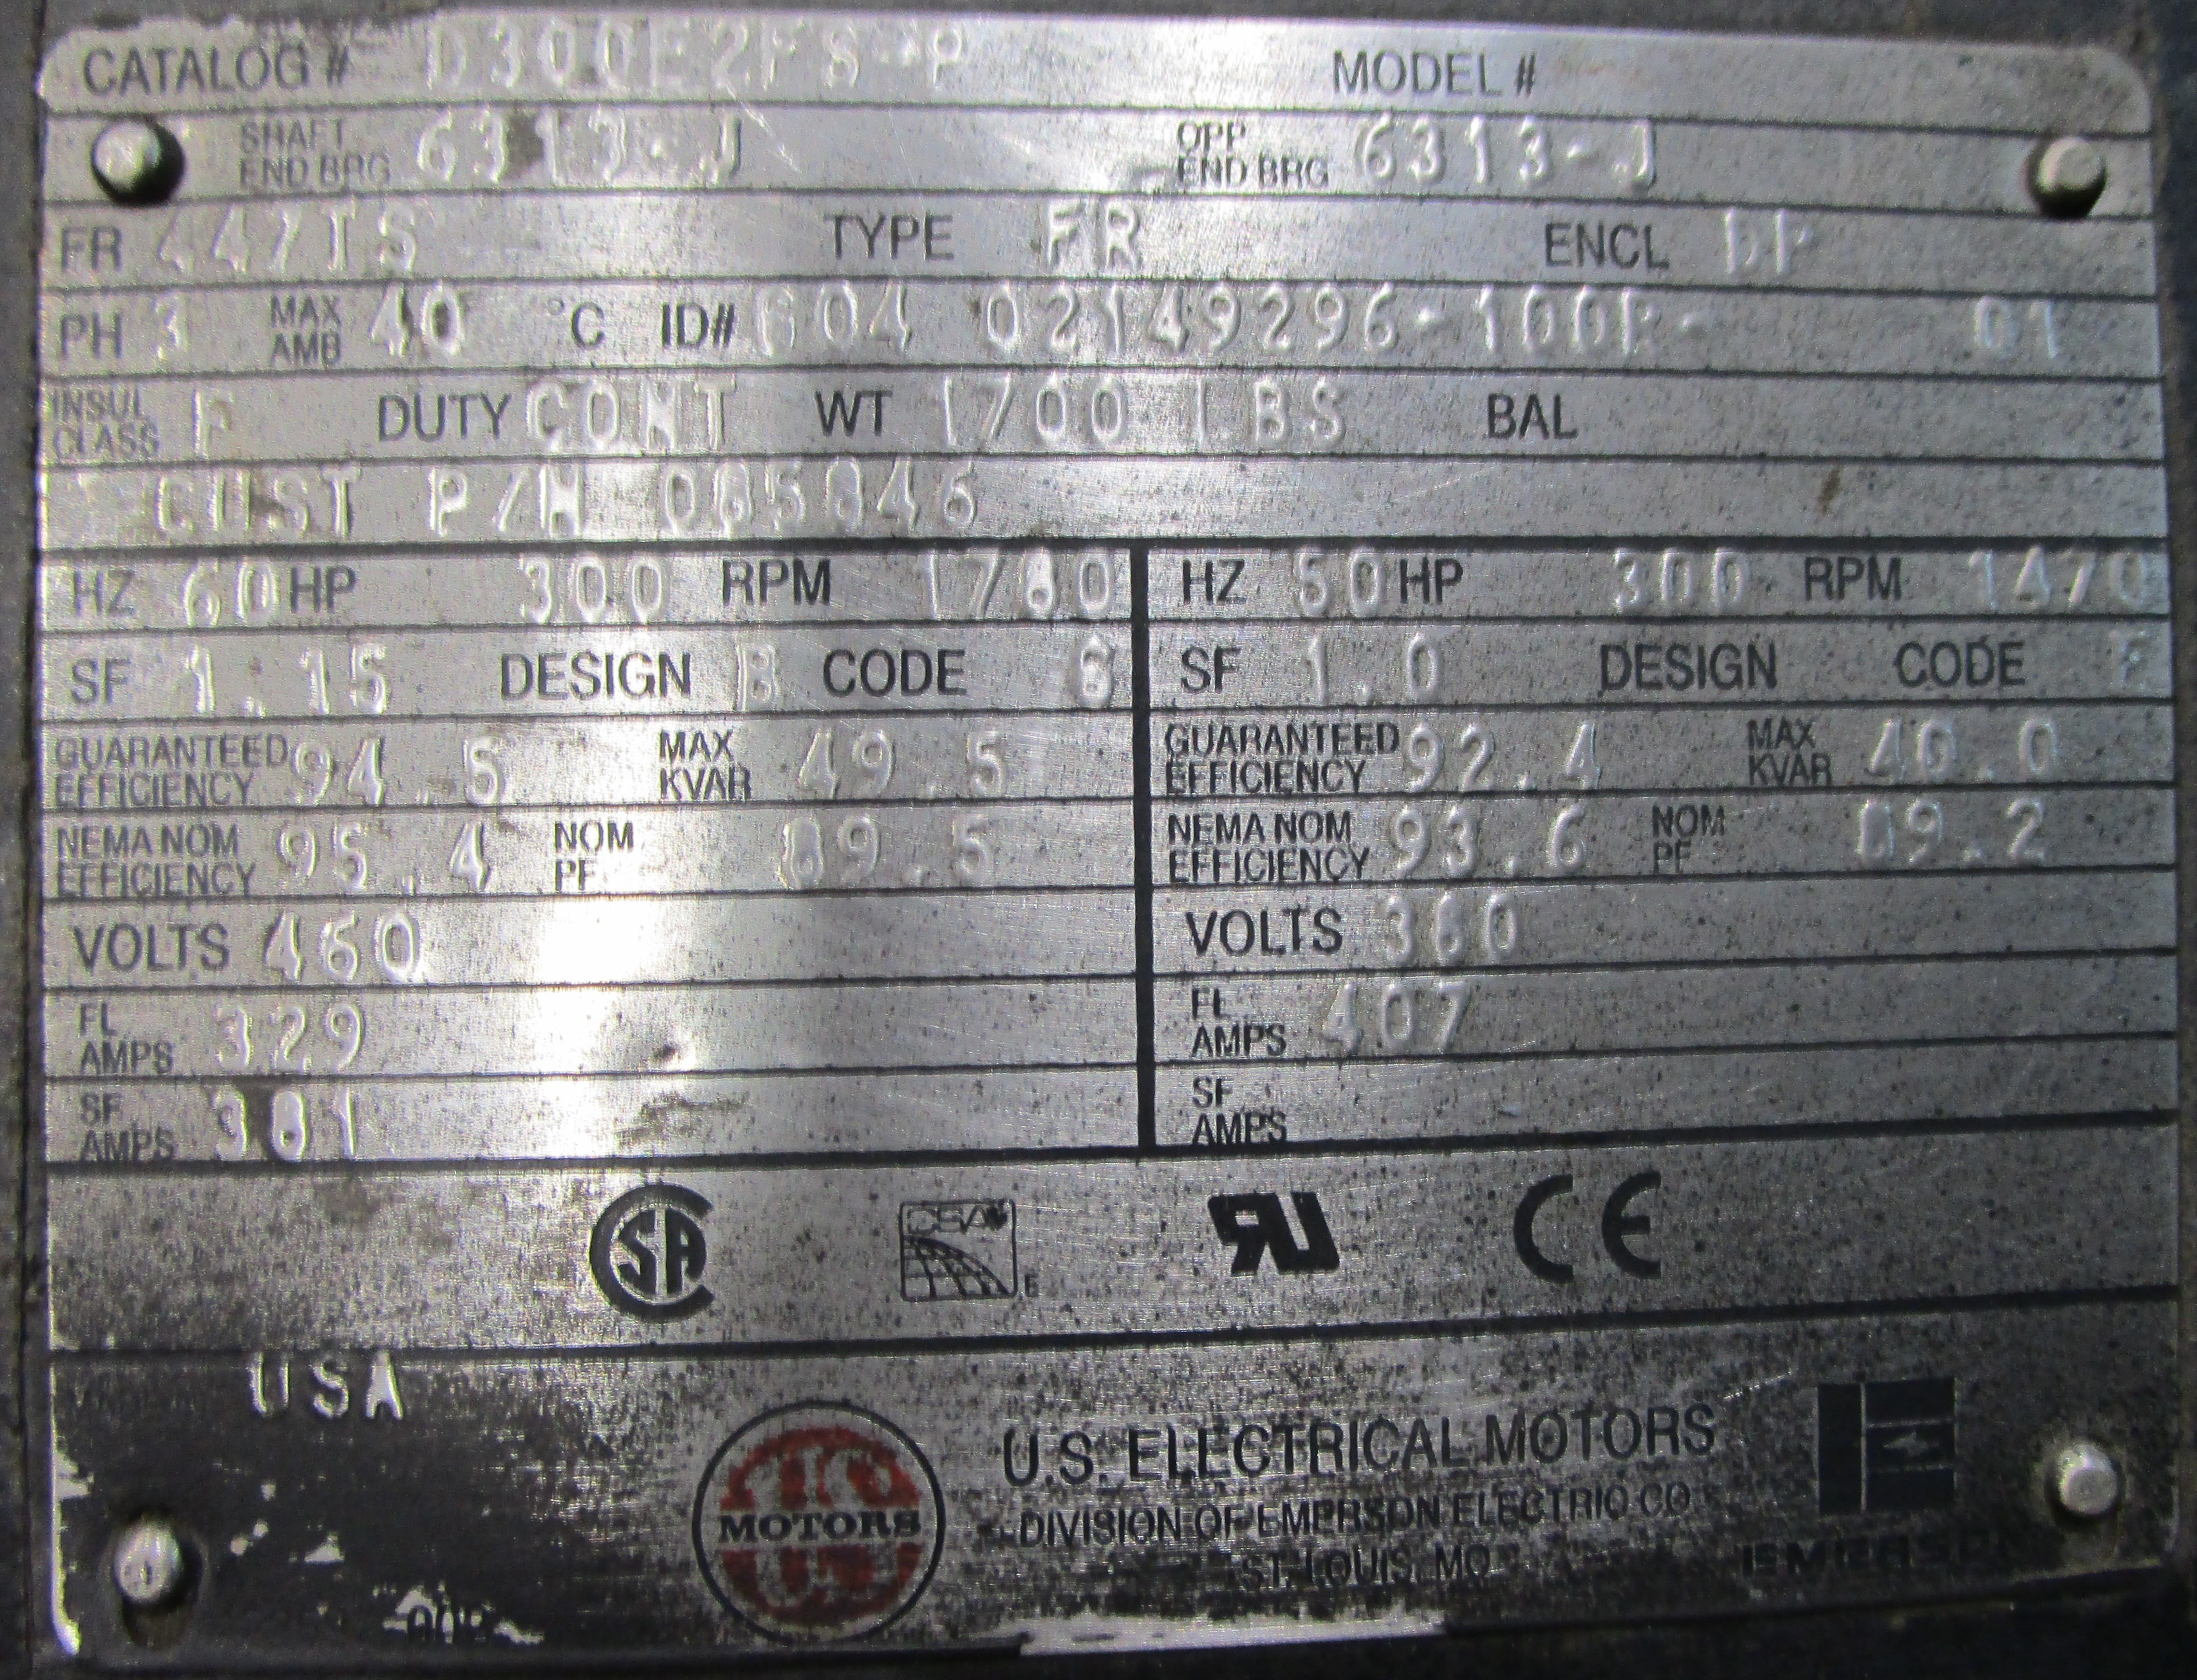 CATALOG # D300E2FS-P MODEL #
SHAFT END BRG 6313-J OPP END BRG 6313-J
FR 447TS TYPE FR ENCL DP
PH 3 MAX AMB 40 °C ID# 02149296-100R- 01
INSUL CLASS F DUTY CONT WT 1700 LBS BAL
CUST P/N 085846
HZ 60 HP 300 RPM 1780 HZ 50 HP 300 RPM 1470
SF 1.15 DESIGN B CODE G SF 1.0 DESIGN CODE F
GUARANTEED EFFICIENCY 94.5 MAX KVAR 49.5 GUARANTEED EFFICIENCY 92.4 MAX KVAR 40.0
NEMA NOM EFFICIENCY 95.4 NOM PF 89.5 NEMA NOM EFFICIENCY 93.6 NOM PF 89.2
VOLTS 460 VOLTS 380
FL AMPS 329 FL AMPS 407
SF AMPS 381 SF AMPS
CSA CSA E RU CE
USA
MOTORS
U.S. ELECTRICAL MOTORS
DIVISION OF EMERSON ELECTRIC CO
ST. LOUIS, MO
EMERSON